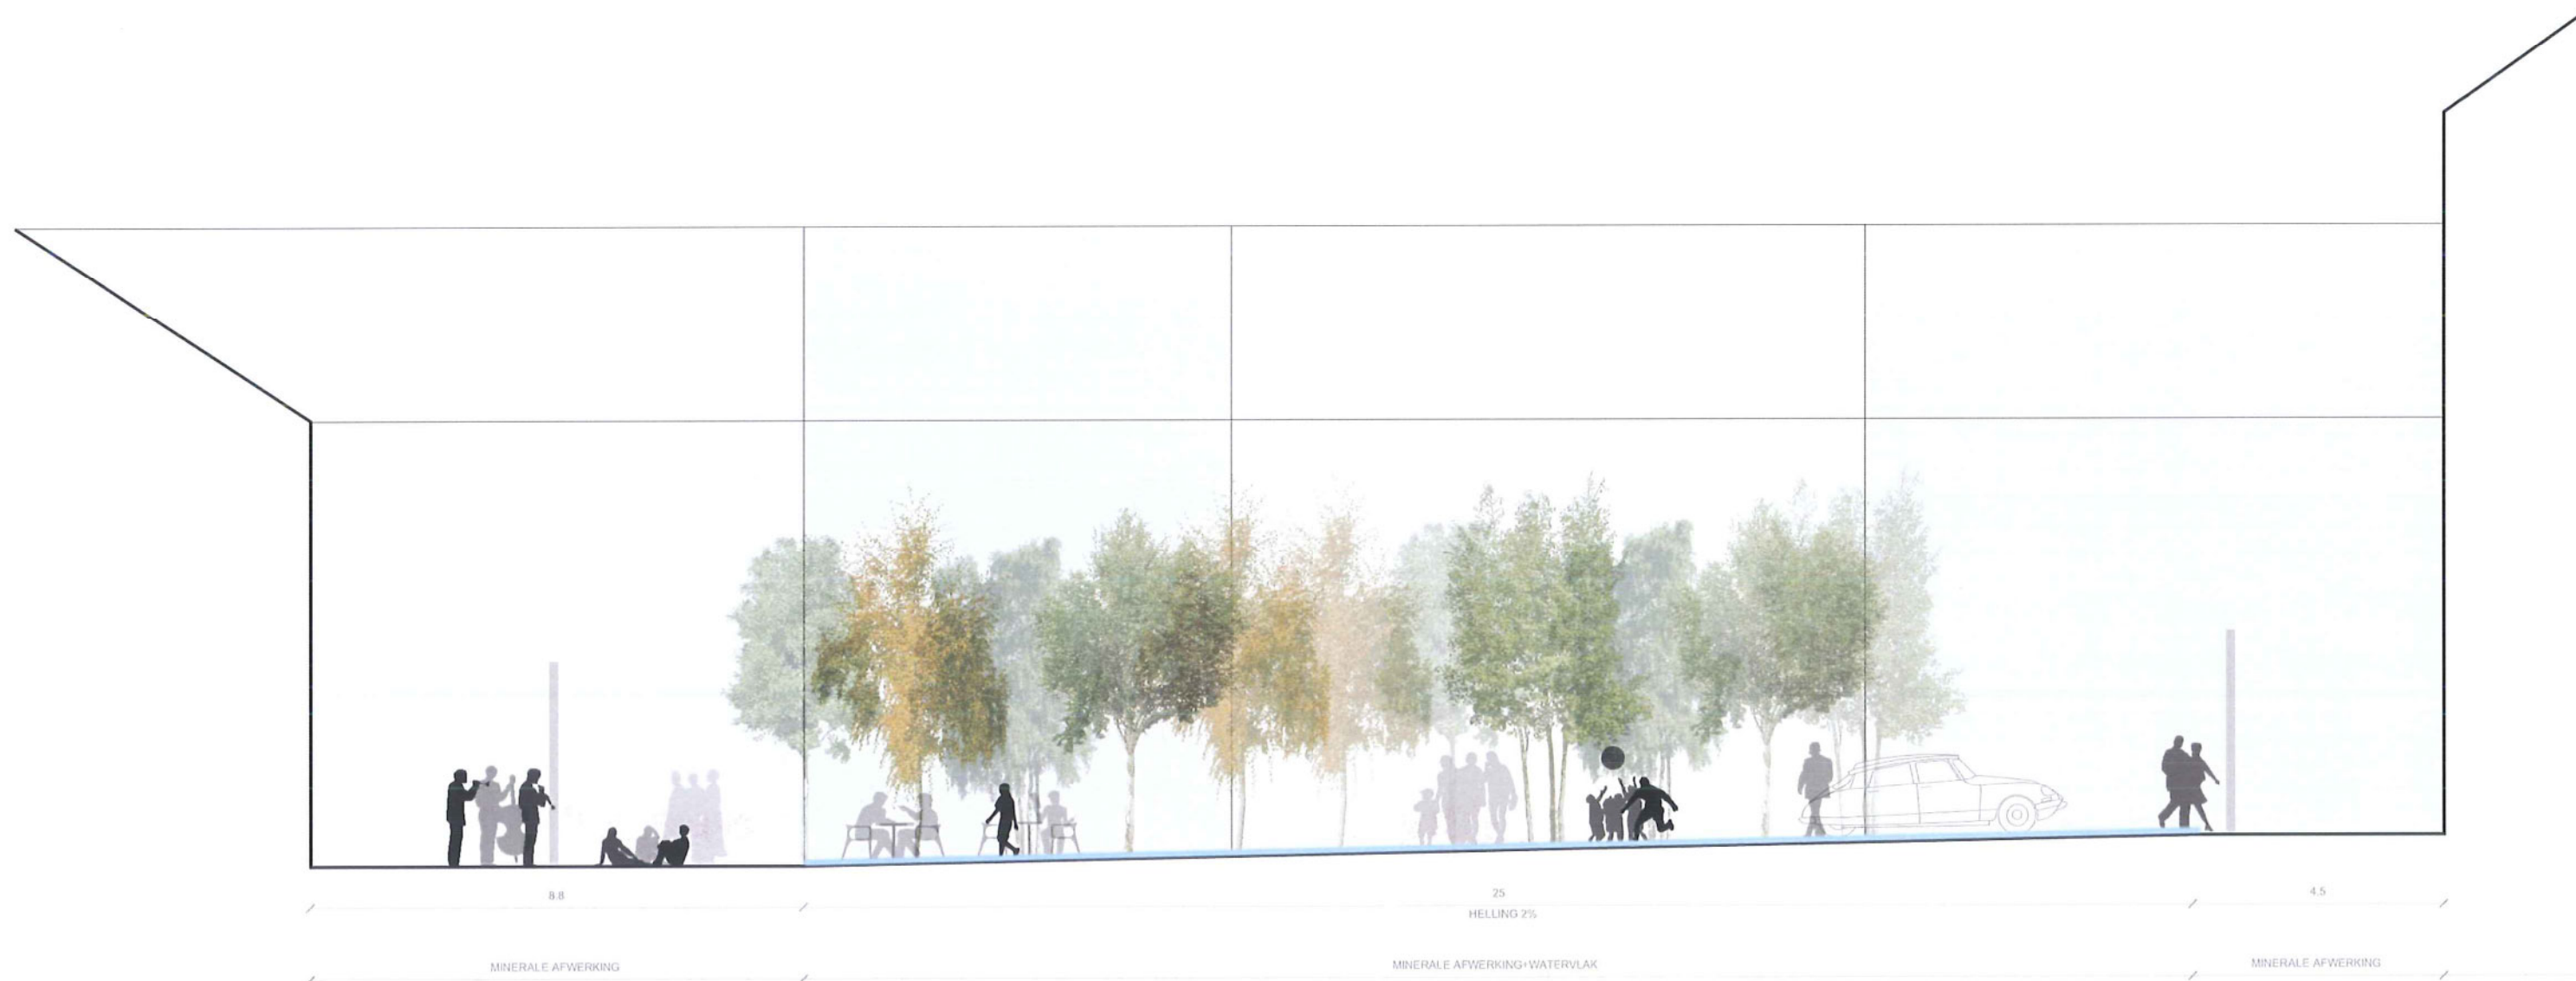 8.8
25
4.5
HELLING 2%
MINERALE AFWERKING
MINERALE AFWERKING+WATERVLAK
MINERALE AFWERKING